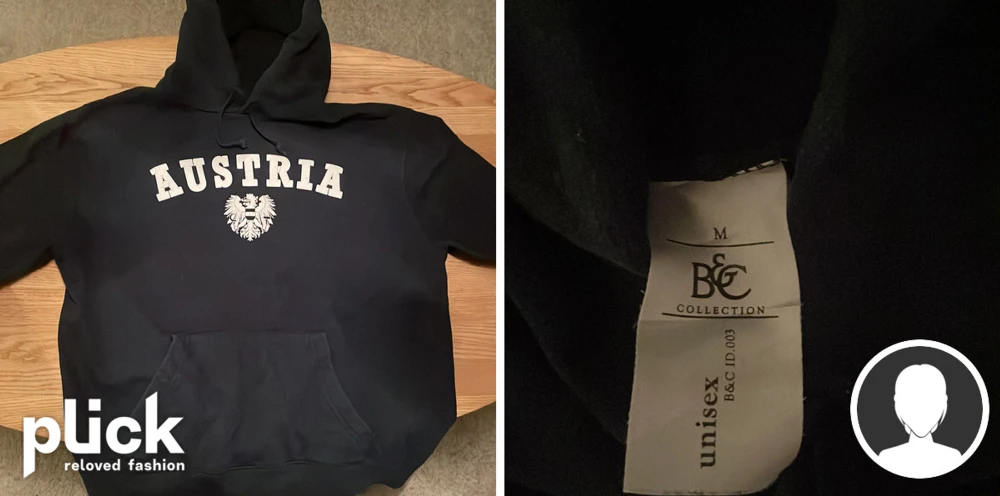 AUSTRIA
plick
reloved fashion
M
B&C
COLLECTION
unisex
B&C ID.003